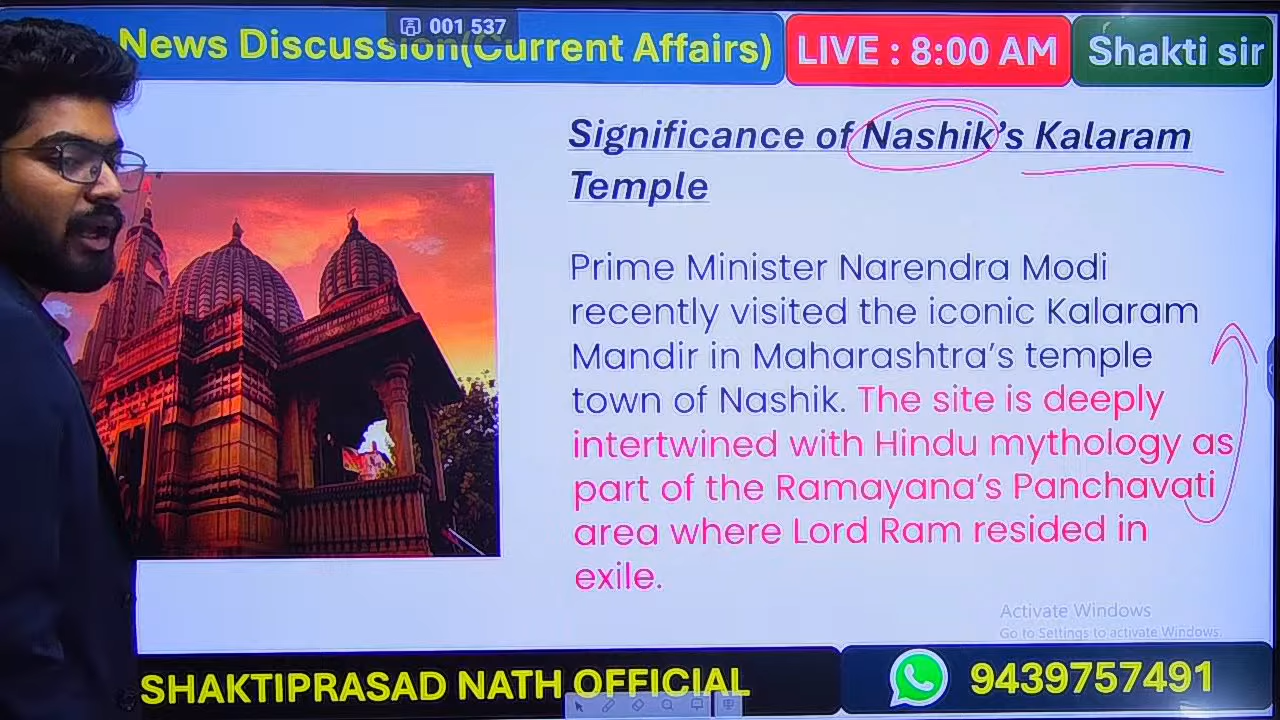 001 537
News Discussion(Current Affairs)
LIVE : 8:00 AM
Shakti sir
Significance of Nashik's Kalaram
Temple
Prime Minister Narendra Modi
recently visited the iconic Kalaram
Mandir in Maharashtra's temple
town of Nashik. The site is deeply
intertwined with Hindu mythology as
part of the Ramayana's Panchavati
area where Lord Ram resided in
exile.
Activate Windows
Go to Settings to activate Windows.
SHAKTIPRASAD NATH OFFICIAL
9439757491